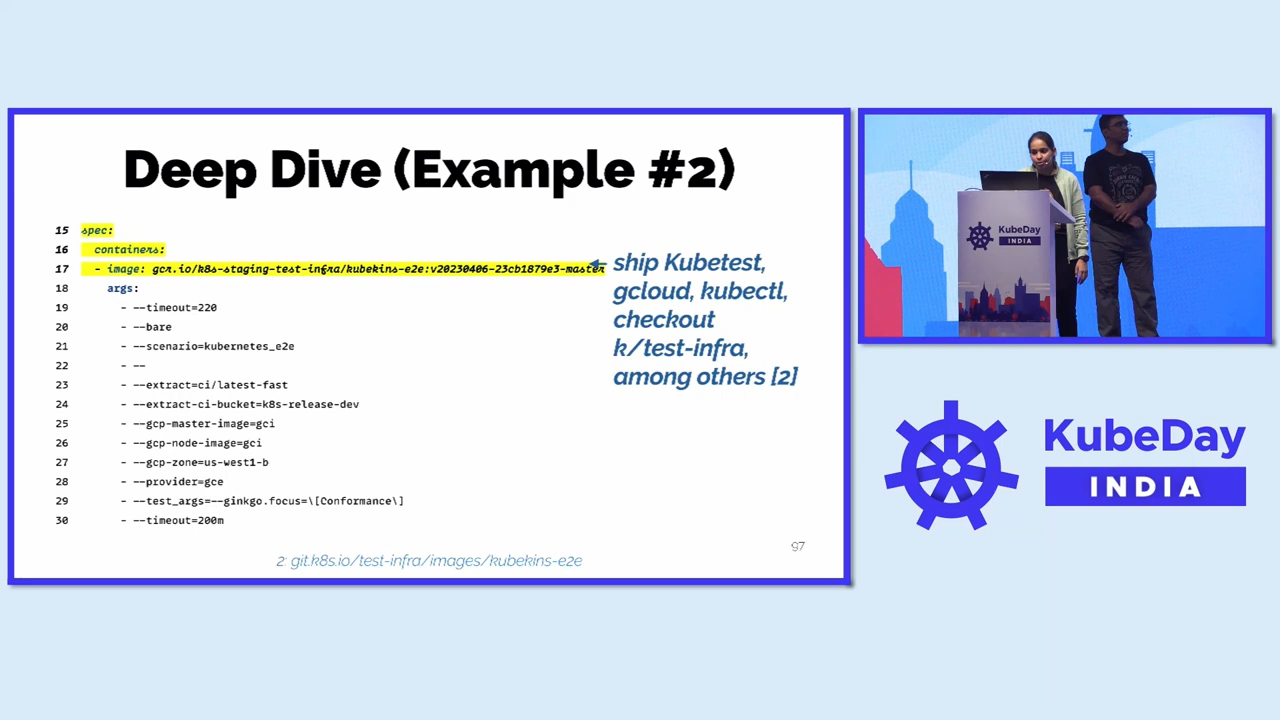 Deep Dive (Example #2)
15 spec:
16 containers:
17 - image: gcr.io/k8s-staging-test-infra/kubekins-e2e:v20230406-23cb1879e3-master
18 args:
19 - --timeout=220
20 - --bare
21 - --scenario=kubernetes_e2e
22 - --
23 - --extract=ci/latest-fast
24 - --extract-ci-bucket=k8s-release-dev
25 - --gcp-master-image=gci
26 - --gcp-node-image=gci
27 - --gcp-zone=us-west1-b
28 - --provider=gce
29 - --test_args=--ginkgo.focus=\[Conformance\]
30 - --timeout=200m
ship Kubetest,
gcloud, kubectl,
checkout
k/test-infra,
among others [2]
97
2: git.k8s.io/test-infra/images/kubekins-e2e
KubeDay
INDIA
KubeDay
INDIA